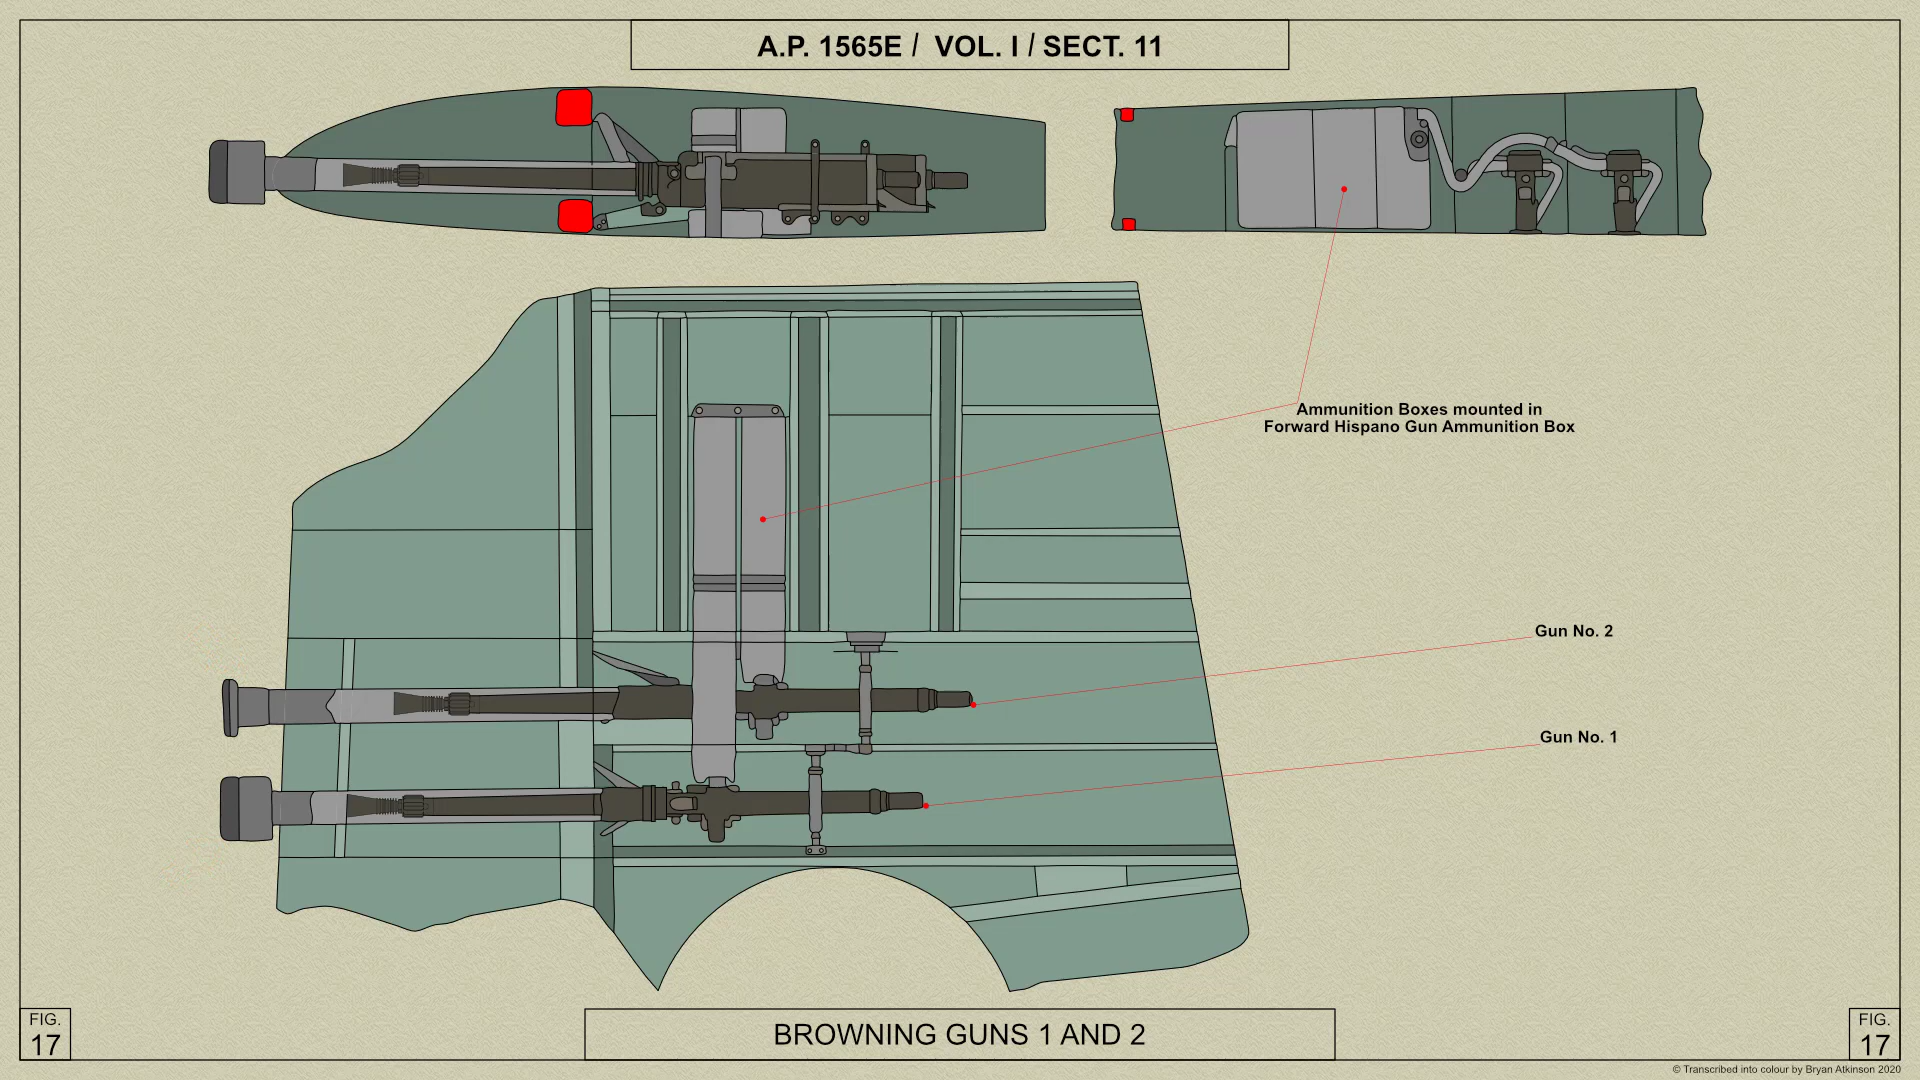 A.P. 1565E / VOL. I / SECT. 11
Ammunition Boxes mounted in
Forward Hispano Gun Ammunition Box
Gun No. 2
Gun No. 1
FIG.
17
BROWNING GUNS 1 AND 2
FIG.
17
© Transcribed into colour by Bryan Atkinson 2020